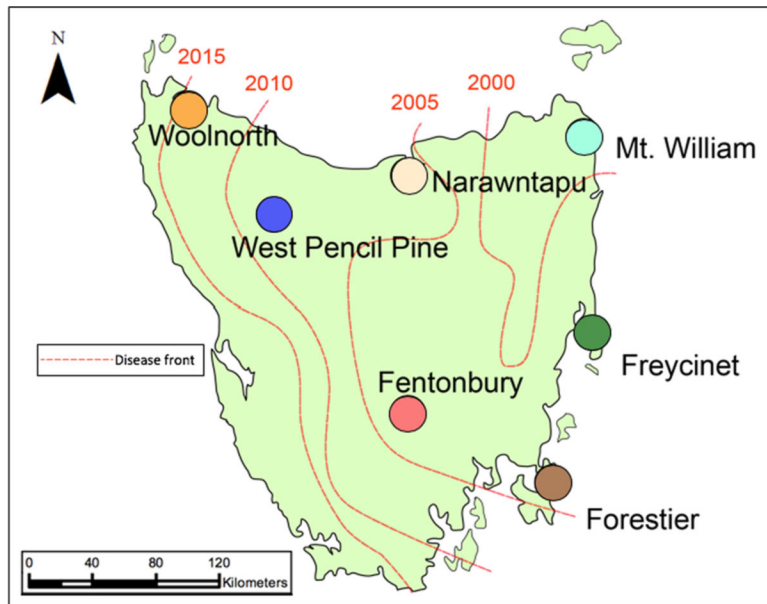 N
2015
2010
2005
2000
Woolnorth
Mt. William
Narawntapu
West Pencil Pine
Disease front
Freycinet
Fentonbury
Forestier
0 40 80 120
Kilometers